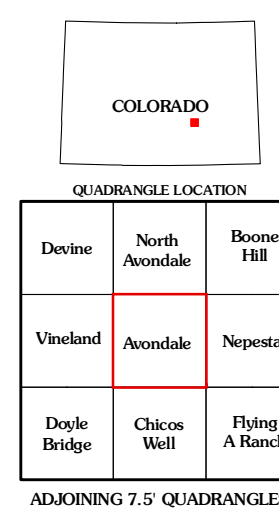 COLORADO
QUADRANGLE LOCATION
Devine
North
Avondale
Boone
Hill
Vineland
Avondale
Nepesta
Doyle
Bridge
Chicos
Well
Flying
A Ranch
ADJOINING 7.5' QUADRANGLE